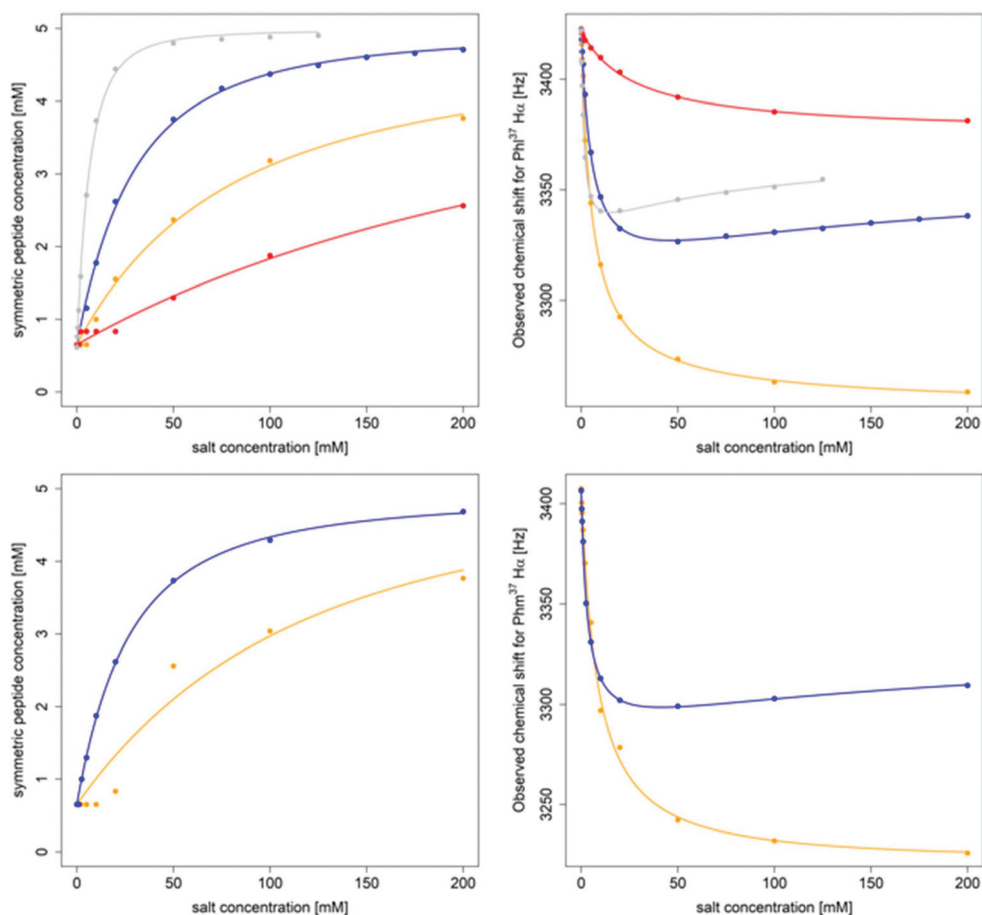 symmetric peptide concentration [mM]
5
4
3
2
1
0
0 50 100 150 200
salt concentration [mM]
Observed chemical shift for Phl³⁷ Hα [Hz]
3400
3350
3300
0 50 100 150 200
salt concentration [mM]
symmetric peptide concentration [mM]
5
4
3
2
1
0
0 50 100 150 200
salt concentration [mM]
Observed chemical shift for Phm³⁷ Hα [Hz]
3400
3350
3300
3250
0 50 100 150 200
salt concentration [mM]